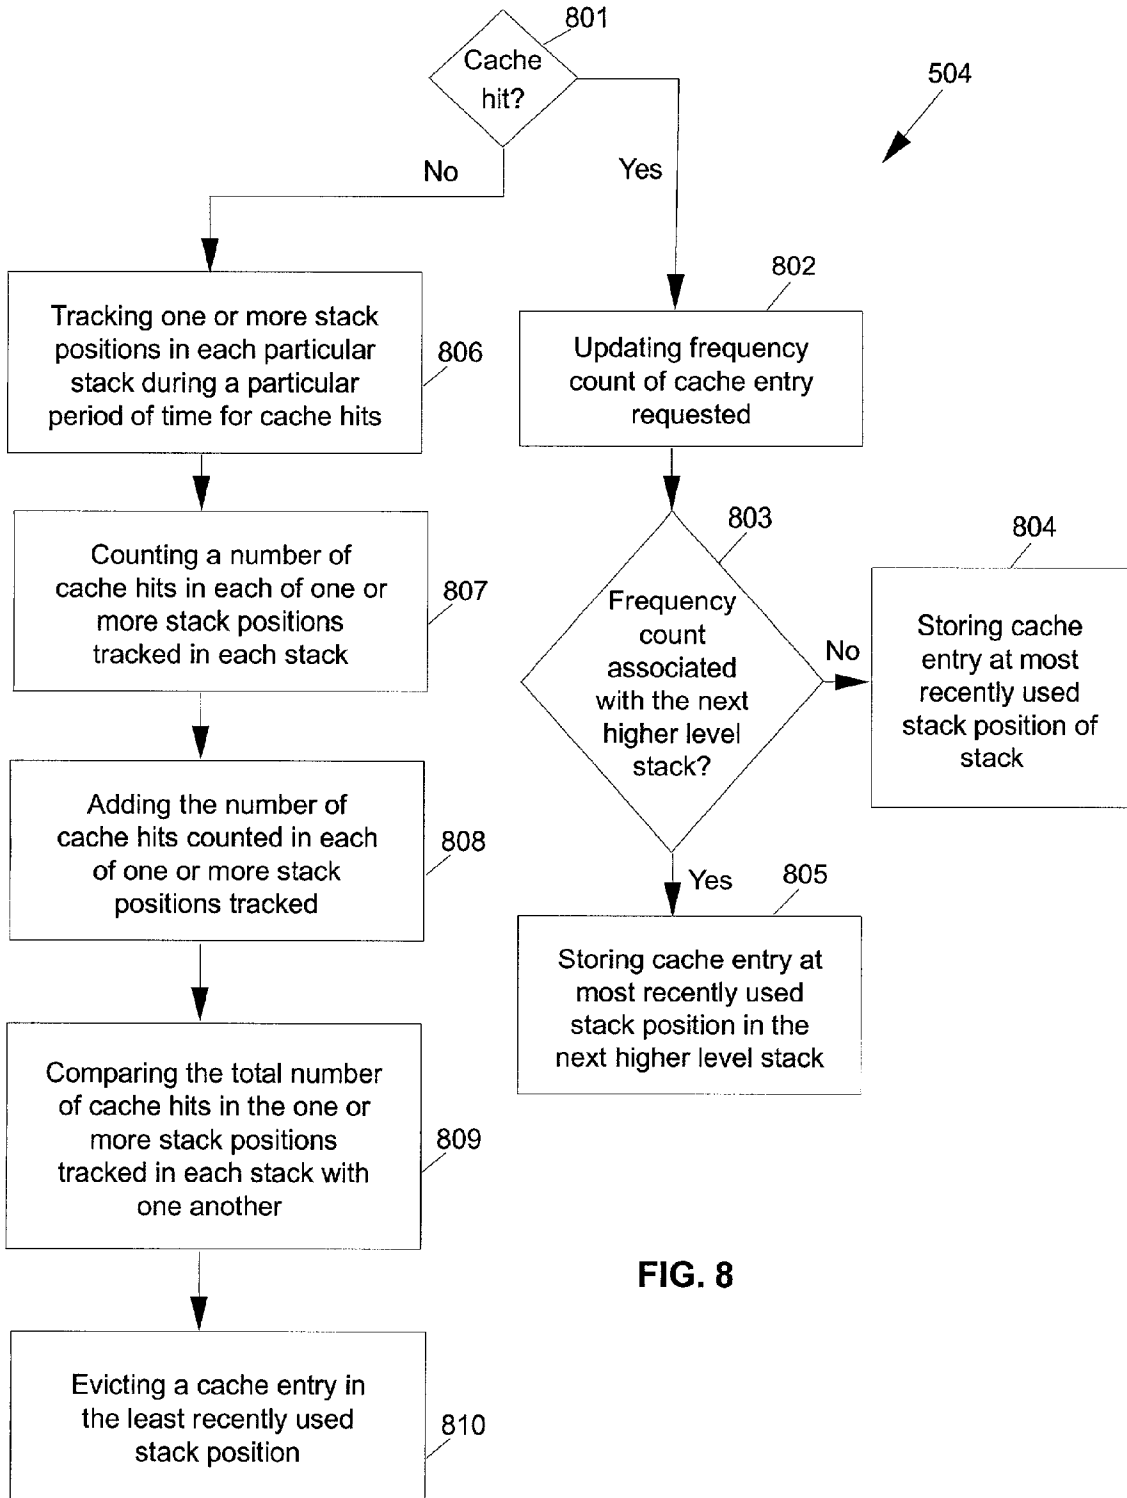 801
Cache
hit?
504
No
Yes
802
Tracking one or more stack
positions in each particular
stack during a particular
period of time for cache hits
806
Updating frequency
count of cache entry
requested
803
804
Counting a number of
cache hits in each of one or
more stack positions
tracked in each stack
807
Frequency
count
associated
with the next
higher level
stack?
No
Storing cache
entry at most
recently used
stack position of
stack
Adding the number of
cache hits counted in each
of one or more stack
positions tracked
808
Yes
805
Storing cache entry at
most recently used
stack position in the
next higher level stack
Comparing the total number
of cache hits in the one or
more stack positions
tracked in each stack with
one another
809
FIG. 8
Evicting a cache entry in
the least recently used
stack position
810